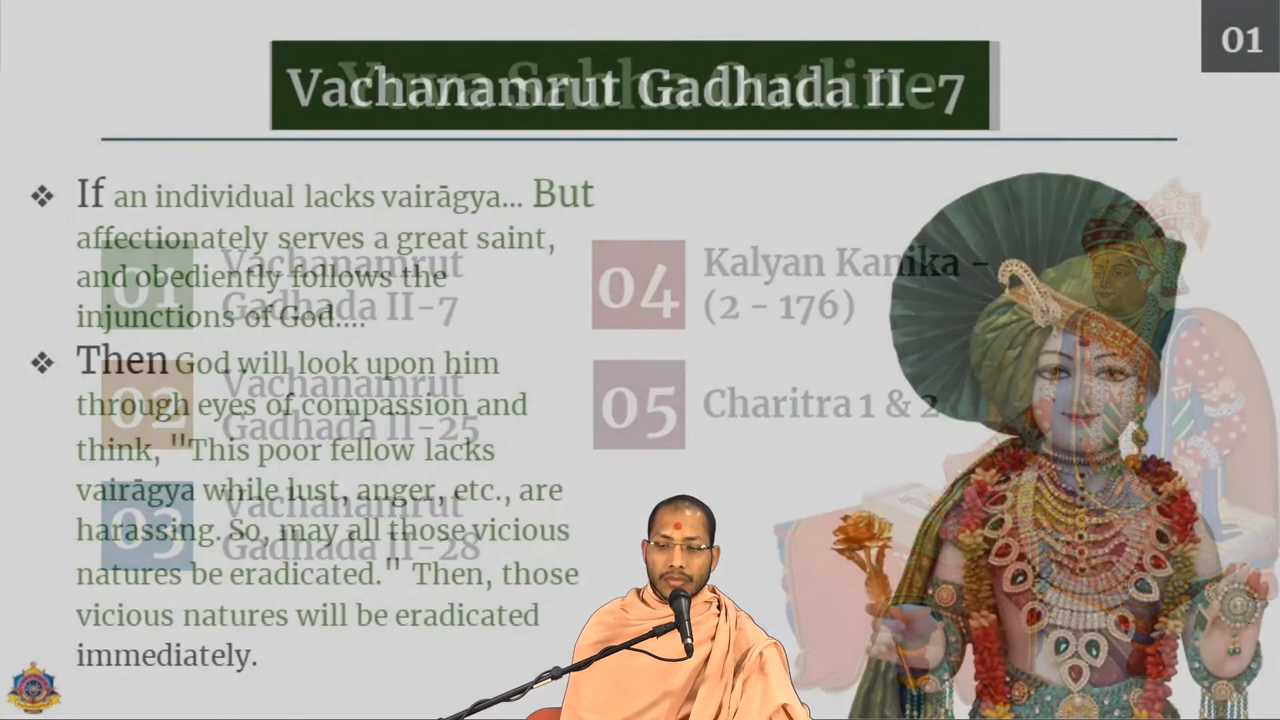 01
Vachanamrut Gadhada II-7
Yuva Sabha Outline
If an individual lacks vairāgya... But
affectionately serves a great saint,
and obediently follows the
injunctions of God....
Then God will look upon him
through eyes of compassion and
think, "This poor fellow lacks
vairāgya while lust, anger, etc., are
harassing. So, may all those vicious
natures be eradicated." Then, those
vicious natures will be eradicated
immediately.
01
Vachanamrut
Gadhada II-7
02
Vachanamrut
Gadhada II-25
03
Vachanamrut
Gadhada II-28
04
Kalyan Kanika -
(2 - 176)
05
Charitra 1 & 2